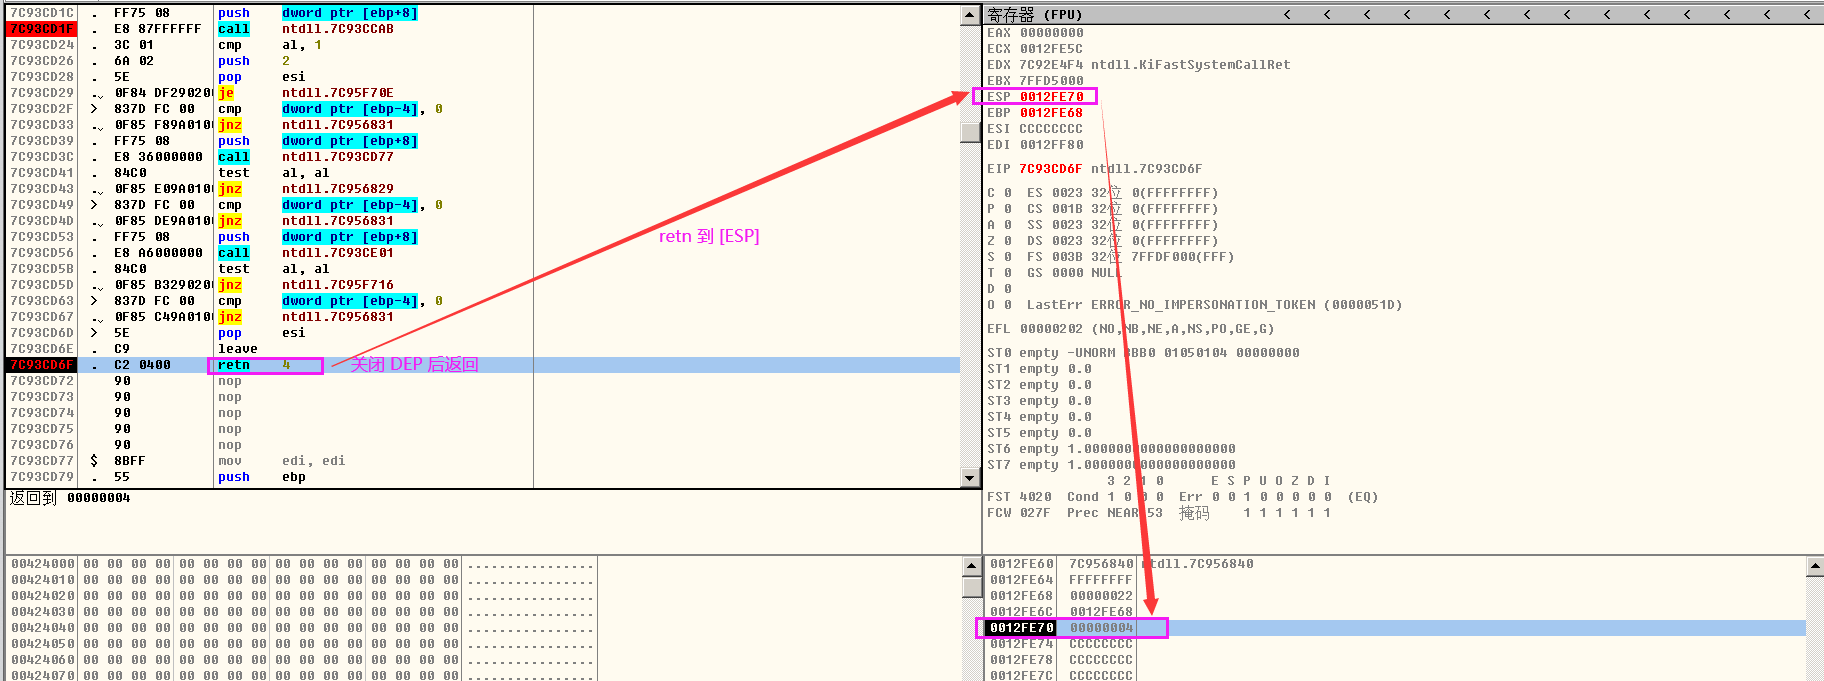 7C93CD1C . FF75 08 push dword ptr [ebp+8]
7C93CD1F . E8 87FFFFFF call ntdll.7C93CCAB
7C93CD24 . 3C 01 cmp al, 1
7C93CD26 . 6A 02 push 2
7C93CD28 . 5E pop esi
7C93CD29 .˅ 0F84 DF29020 je ntdll.7C95F70E
7C93CD2F > 837D FC 00 cmp dword ptr [ebp-4], 0
7C93CD33 .˅ 0F85 F89A010 jnz ntdll.7C956831
7C93CD39 . FF75 08 push dword ptr [ebp+8]
7C93CD3C . E8 36000000 call ntdll.7C93CD77
7C93CD41 . 84C0 test al, al
7C93CD43 .˅ 0F85 E09A010 jnz ntdll.7C956829
7C93CD49 > 837D FC 00 cmp dword ptr [ebp-4], 0
7C93CD4D .˅ 0F85 DE9A010 jnz ntdll.7C956831
7C93CD53 . FF75 08 push dword ptr [ebp+8]
7C93CD56 . E8 A6000000 call ntdll.7C93CE01
7C93CD5B . 84C0 test al, al
7C93CD5D .˅ 0F85 B329020 jnz ntdll.7C95F716
7C93CD63 > 837D FC 00 cmp dword ptr [ebp-4], 0
7C93CD67 .˅ 0F85 C49A010 jnz ntdll.7C956831
7C93CD6D > 5E pop esi
7C93CD6E . C9 leave
7C93CD6F . C2 0400 retn 4 关闭 DEP 后返回
7C93CD72 90 nop
7C93CD73 90 nop
7C93CD74 90 nop
7C93CD75 90 nop
7C93CD76 90 nop
7C93CD77 $ 8BFF mov edi, edi
7C93CD79 . 55 push ebp
retn 到 [ESP]
返回到 00000004
寄存器 (FPU) < < < < < < < < < < < < < <
EAX 00000000
ECX 0012FE5C
EDX 7C92E4F4 ntdll.KiFastSystemCallRet
EBX 7FFD5000
ESP 0012FE70
EBP 0012FE68
ESI CCCCCCCC
EDI 0012FF80
EIP 7C93CD6F ntdll.7C93CD6F
C 0 ES 0023 32位 0(FFFFFFFF)
P 0 CS 001B 32位 0(FFFFFFFF)
A 0 SS 0023 32位 0(FFFFFFFF)
Z 0 DS 0023 32位 0(FFFFFFFF)
S 0 FS 003B 32位 7FFDF000(FFF)
T 0 GS 0000 NULL
D 0
O 0 LastErr ERROR_NO_IMPERSONATION_TOKEN (0000051D)
EFL 00000202 (NO,NB,NE,A,NS,PO,GE,G)
ST0 empty -UNORM BBB0 01050104 00000000
ST1 empty 0.0
ST2 empty 0.0
ST3 empty 0.0
ST4 empty 0.0
ST5 empty 0.0
ST6 empty 1.0000000000000000000
ST7 empty 1.0000000000000000000
3 2 1 0 E S P U O Z D I
FST 4020 Cond 1 0 0 0 Err 0 0 1 0 0 0 0 0 (EQ)
FCW 027F Prec NEAR,53 掩码 1 1 1 1 1 1
00424000 00 00 00 00 00 00 00 00 00 00 00 00 00 00 00 00 ................
00424010 00 00 00 00 00 00 00 00 00 00 00 00 00 00 00 00 ................
00424020 00 00 00 00 00 00 00 00 00 00 00 00 00 00 00 00 ................
00424030 00 00 00 00 00 00 00 00 00 00 00 00 00 00 00 00 ................
00424040 00 00 00 00 00 00 00 00 00 00 00 00 00 00 00 00 ................
00424050 00 00 00 00 00 00 00 00 00 00 00 00 00 00 00 00 ................
00424060 00 00 00 00 00 00 00 00 00 00 00 00 00 00 00 00 ................
00424070 00 00 00 00 00 00 00 00 00 00 00 00 00 00 00 00 ................
0012FE60 7C956840 ntdll.7C956840
0012FE64 FFFFFFFF
0012FE68 00000022
0012FE6C 0012FE68
0012FE70 00000004
0012FE74 CCCCCCCC
0012FE78 CCCCCCCC
0012FE7C CCCCCCCC